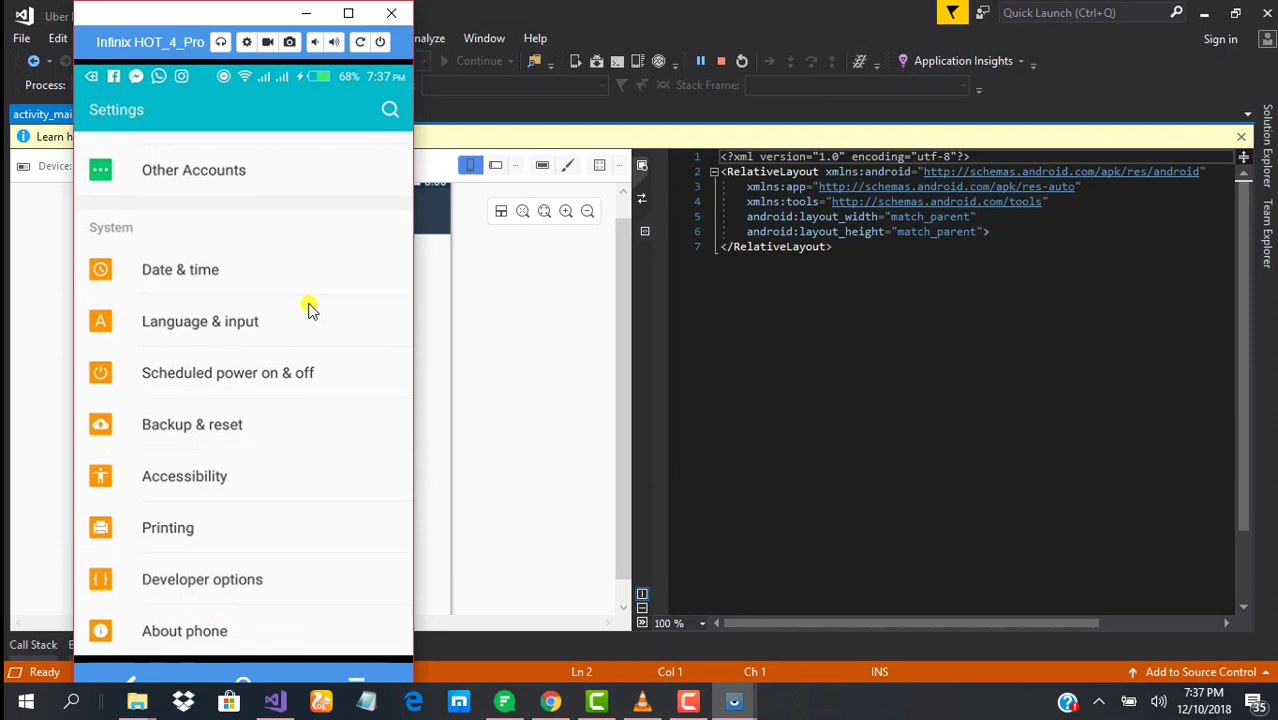 Uber
Quick Launch (Ctrl+Q)
File
Edit
Infinix HOT_4_Pro
nalyze
Window
Help
Sign in
Continue
Application Insights
Process:
68%
7:37 PM
Stack Frame:
Settings
activity_mai
Learn h
Device:
Other Accounts
System
Date & time
Language & input
Scheduled power on & off
Backup & reset
Accessibility
Printing
Developer options
About phone
1 <?xml version="1.0" encoding="utf-8"?>
2 <RelativeLayout xmlns:android="http://schemas.android.com/apk/res/android"
3 xmlns:app="http://schemas.android.com/apk/res-auto"
4 xmlns:tools="http://schemas.android.com/tools"
5 android:layout_width="match_parent"
6 android:layout_height="match_parent">
7 </RelativeLayout>
Solution Explorer
Team Explorer
100 %
Call Stack
Ready
Ln 2
Col 1
Ch 1
INS
Add to Source Control
7:37 PM
12/10/2018
35